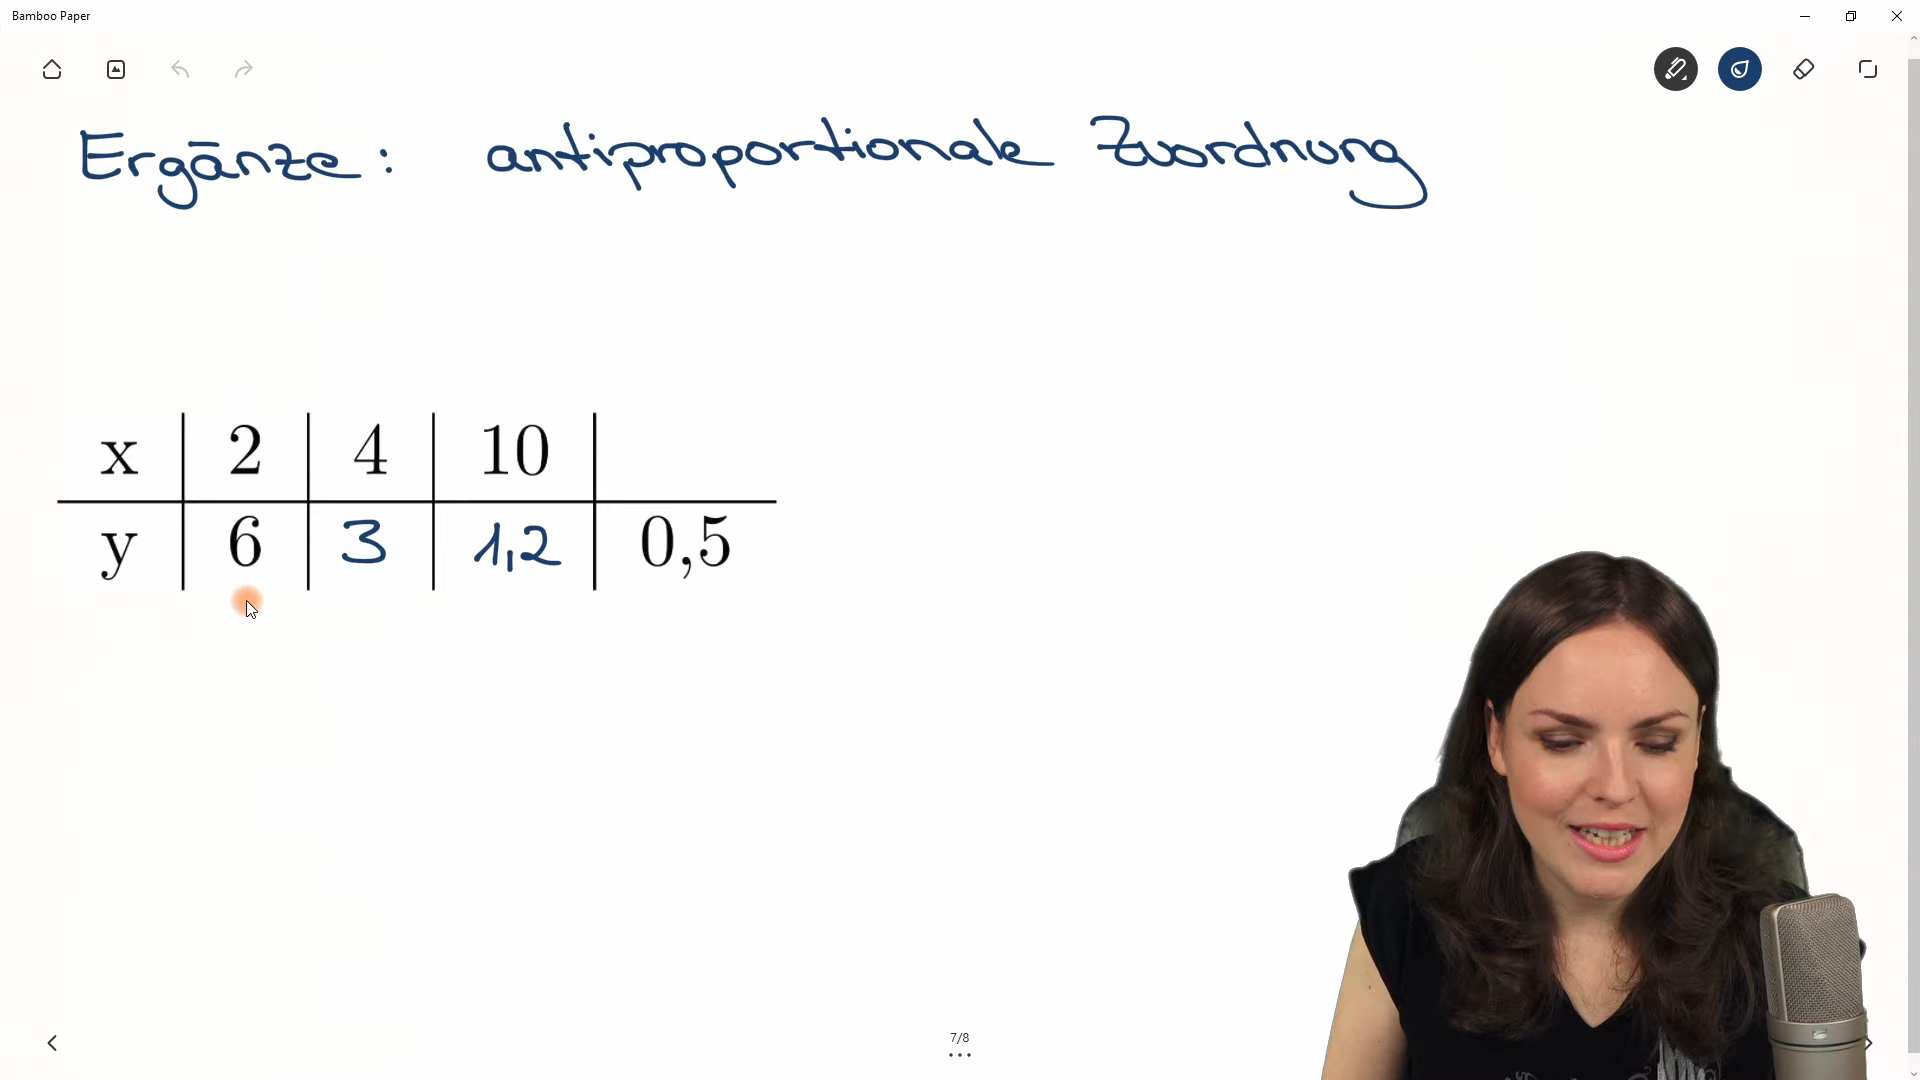 Bamboo Paper
Ergänze: antiproportionale Zuordnung
x 2 4 10
y 6 3 1,2 0,5
7/8